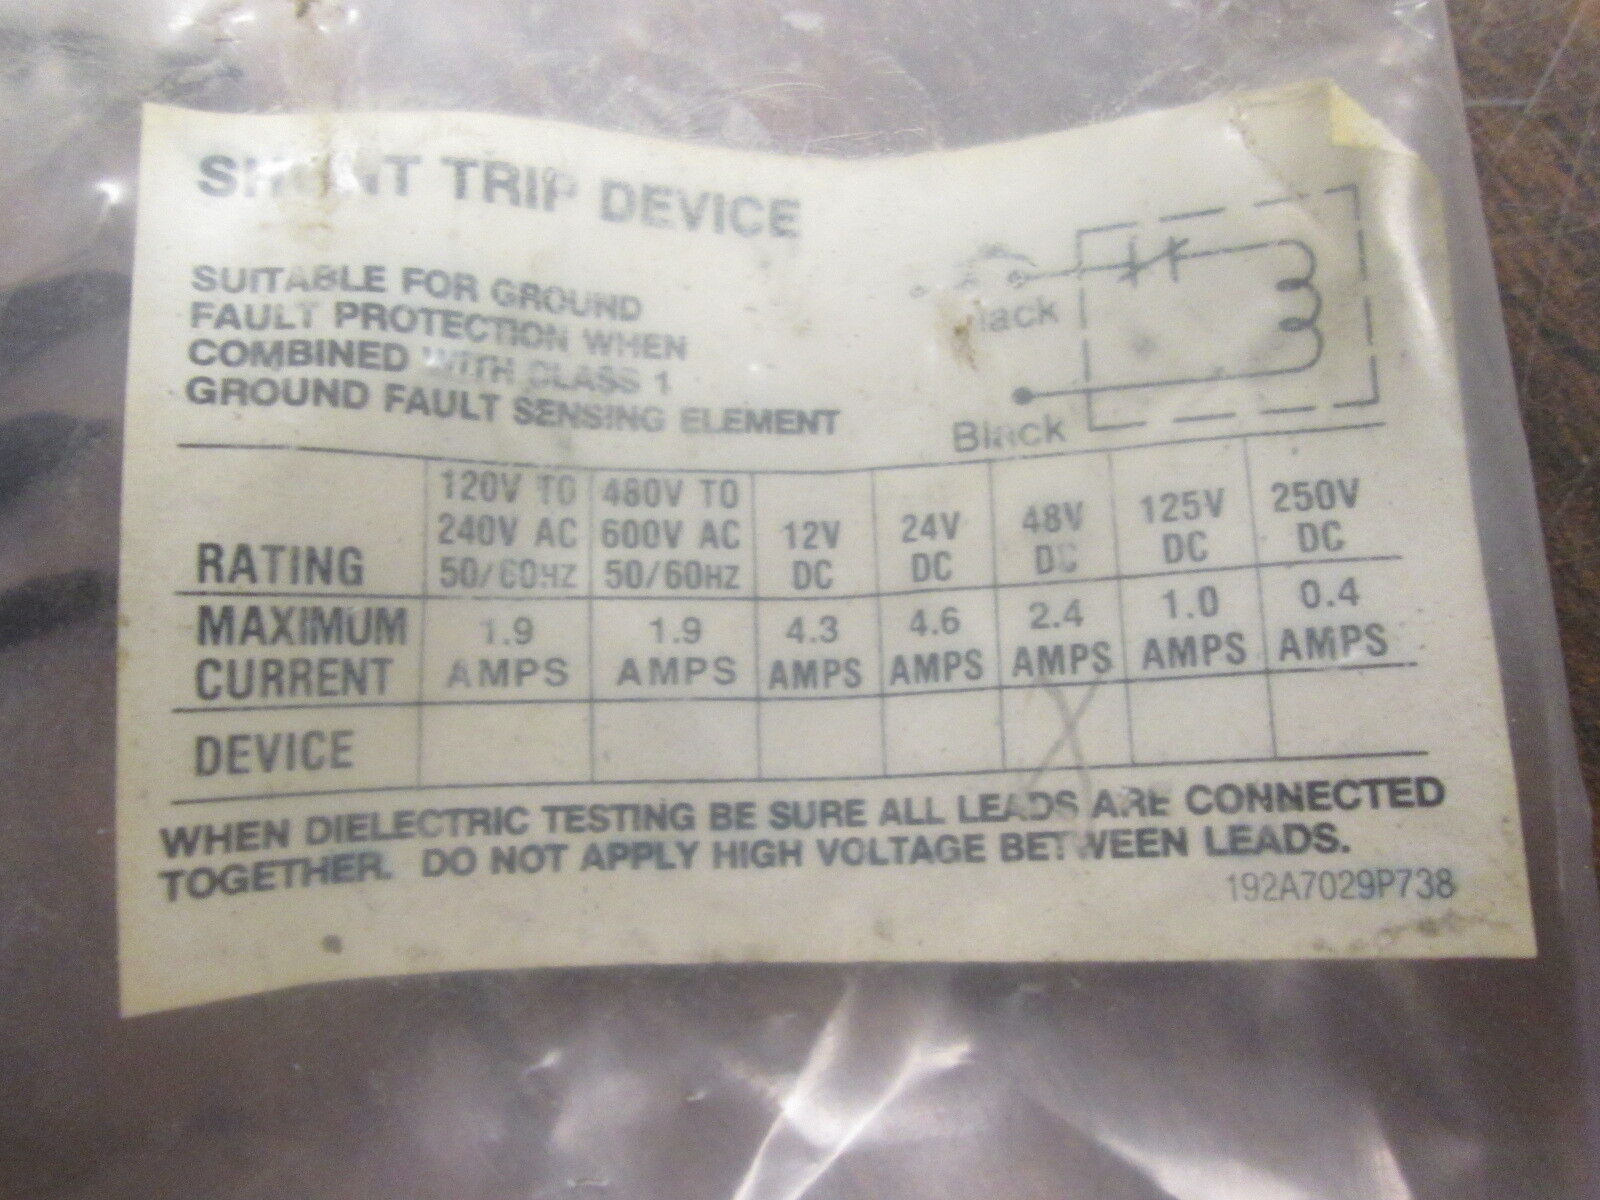 SHUNT TRIP DEVICE
SUITABLE FOR GROUND
FAULT PROTECTION WHEN
COMBINED WITH CLASS 1
GROUND FAULT SENSING ELEMENT
Black
Black
RATING 120V TO 240V AC 50/60HZ 480V TO 600V AC 50/60HZ 12V DC 24V DC 48V DC 125V DC 250V DC
MAXIMUM CURRENT 1.9 AMPS 1.9 AMPS 4.3 AMPS 4.6 AMPS 2.4 AMPS 1.0 AMPS 0.4 AMPS
DEVICE X
WHEN DIELECTRIC TESTING BE SURE ALL LEADS ARE CONNECTED
TOGETHER. DO NOT APPLY HIGH VOLTAGE BETWEEN LEADS.
192A7029P738